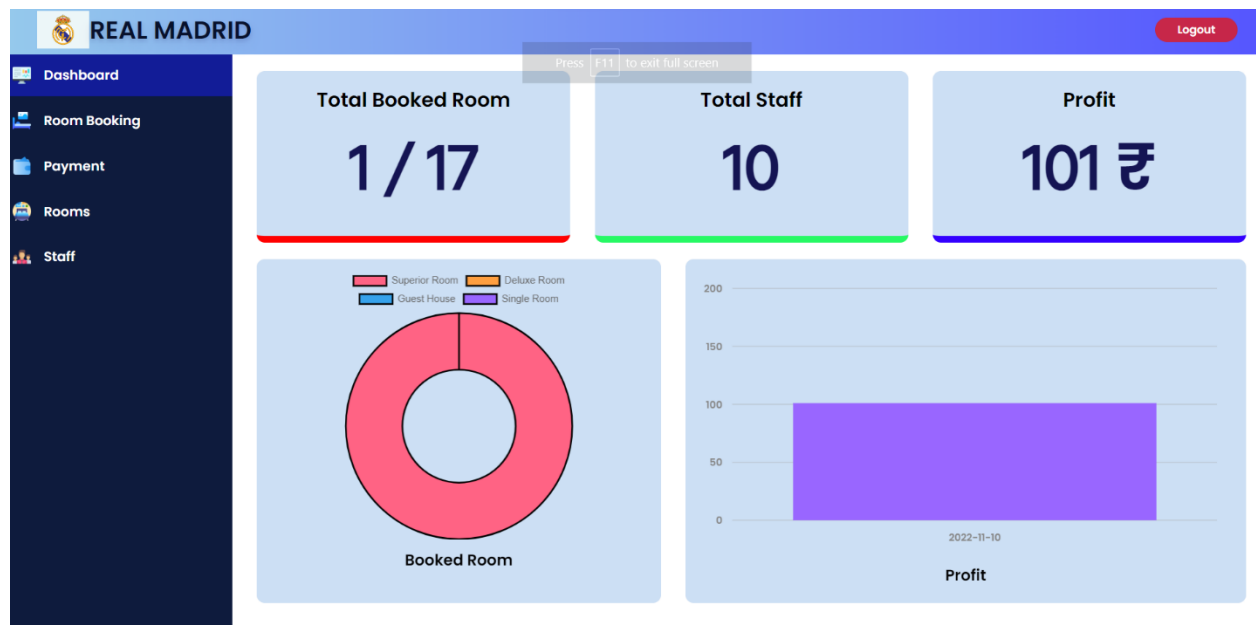 REAL MADRID
Logout
Press F11 to exit full screen
Dashboard
Room Booking
Payment
Rooms
Staff
Total Booked Room
1 / 17
Total Staff
10
Profit
101 ₹
Superior Room Deluxe Room
Guest House Single Room
Booked Room
200
150
100
50
0
2022-11-10
Profit